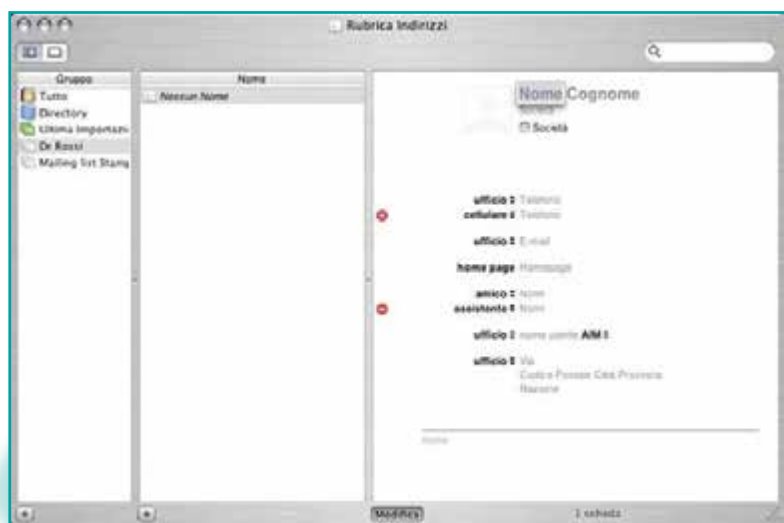 Rubrica Indirizzi
Gruppo
Tutto
Directory
Ultima Importazi
Dr Rossi
Mailing list Stamp
Nome
Nessun Nome
Nome Cognome
Società
Società
ufficio Telefono
cellulare Telefono
ufficio E-mail
home page Homepage
amico Nome
assistente Nome
ufficio nome utente AIM
ufficio Via
Codice Postale Città Provincia
Nazione
Note
Modifica
1 scheda